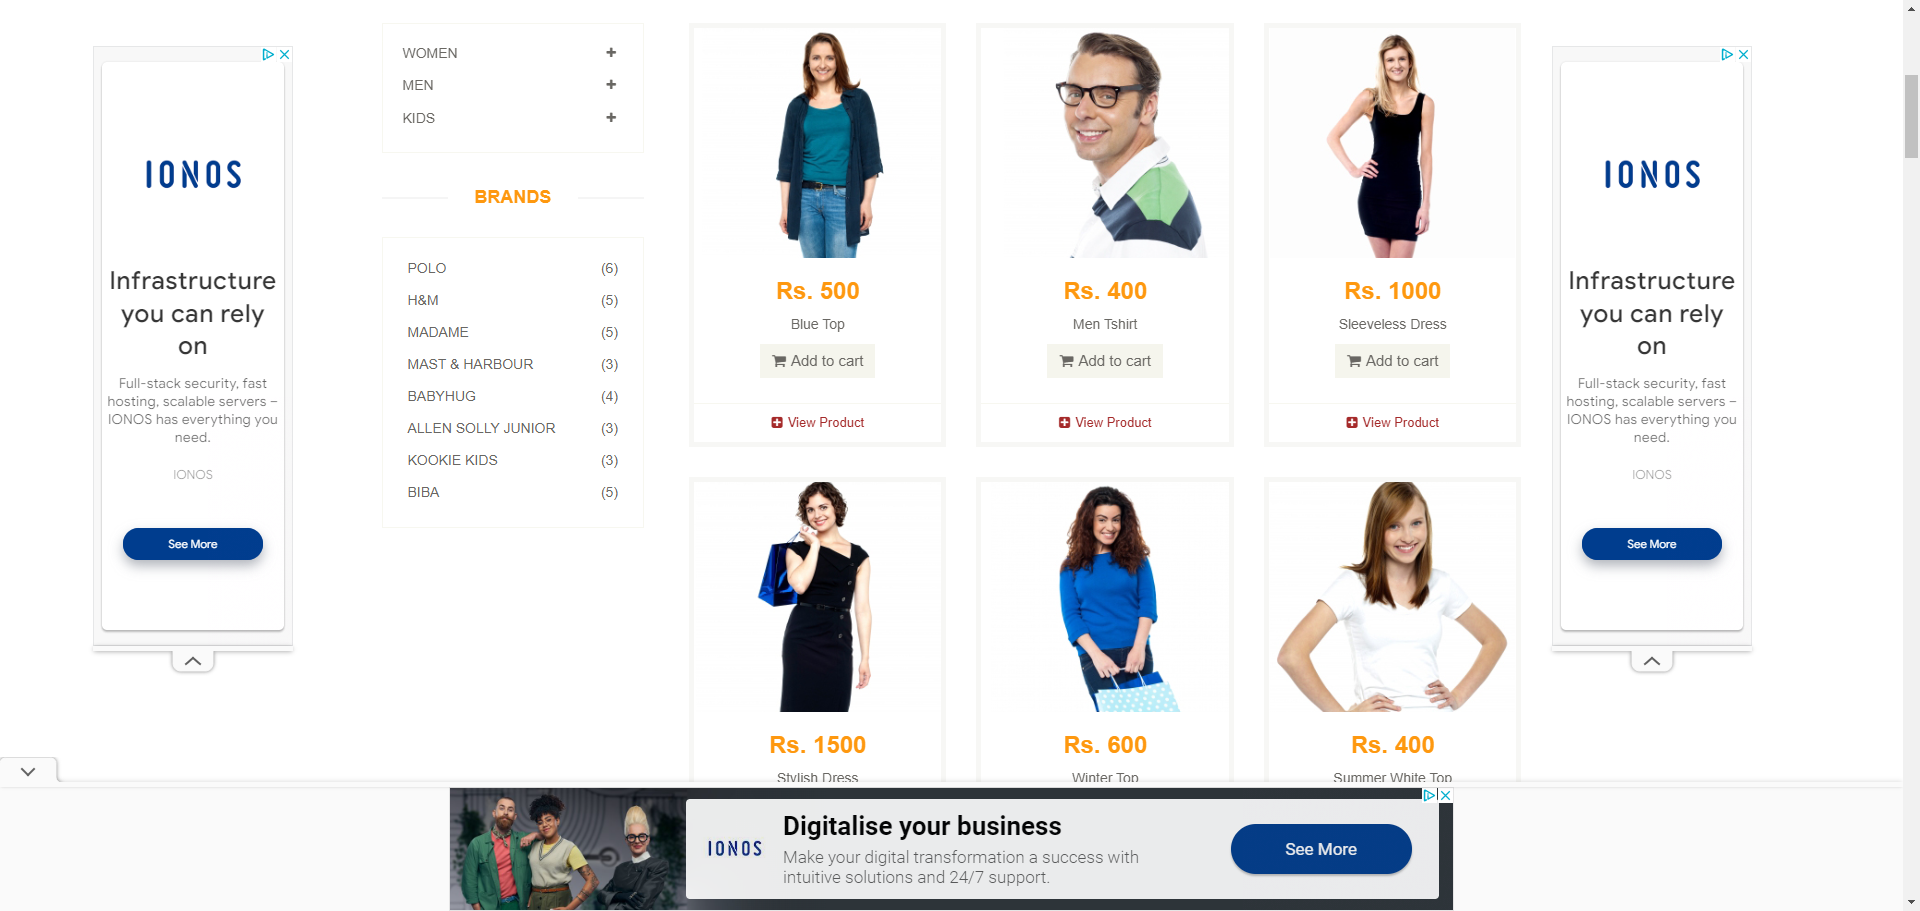 IONOS
Infrastructure
you can rely
on
Full-stack security, fast
hosting, scalable servers –
IONOS has everything you
need.
IONOS
See More
WOMEN
MEN
KIDS
BRANDS
POLO (6)
H&M (5)
MADAME (5)
MAST & HARBOUR (3)
BABYHUG (4)
ALLEN SOLLY JUNIOR (3)
KOOKIE KIDS (3)
BIBA (5)
Rs. 500
Blue Top
Add to cart
View Product
Rs. 400
Men Tshirt
Add to cart
View Product
Rs. 1000
Sleeveless Dress
Add to cart
View Product
Rs. 1500
Stylish Dress
Rs. 600
Winter Top
Rs. 400
Summer White Top
IONOS
Infrastructure
you can rely
on
Full-stack security, fast
hosting, scalable servers –
IONOS has everything you
need.
IONOS
See More
IONOS
Digitalise your business
Make your digital transformation a success with
intuitive solutions and 24/7 support.
See More